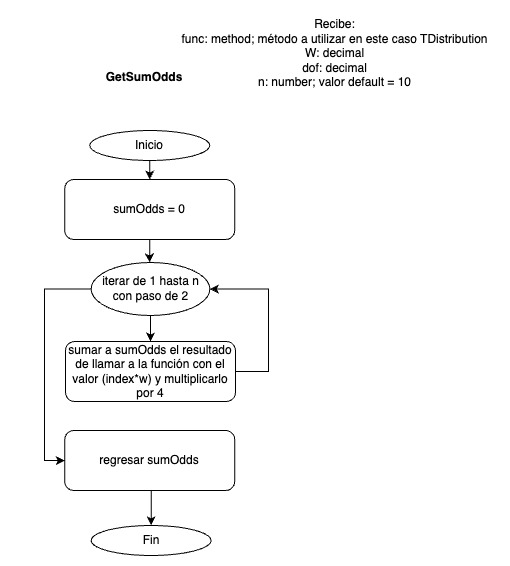 Recibe:
func: method; método a utilizar en este caso TDistribution
W: decimal
dof: decimal
n: number; valor default = 10
GetSumOdds
Inicio
sumOdds = 0
iterar de 1 hasta n
con paso de 2
sumar a sumOdds el resultado
de llamar a la función con el
valor (index*w) y multiplicarlo
por 4
regresar sumOdds
Fin